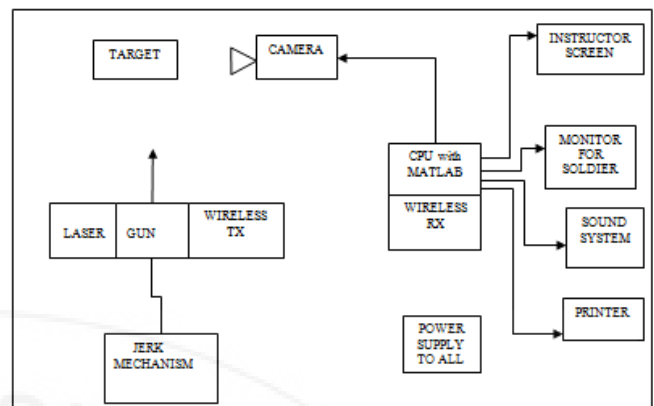 TARGET
CAMERA
INSTRUCTOR
SCREEN
CPU with
MATLAB
MONITOR
FOR
SOLDIER
LASER
GUN
WIRELESS
TX
WIRELESS
RX
SOUND
SYSTEM
PRINTER
POWER
SUPPLY
TO ALL
JERK
MECHANISM